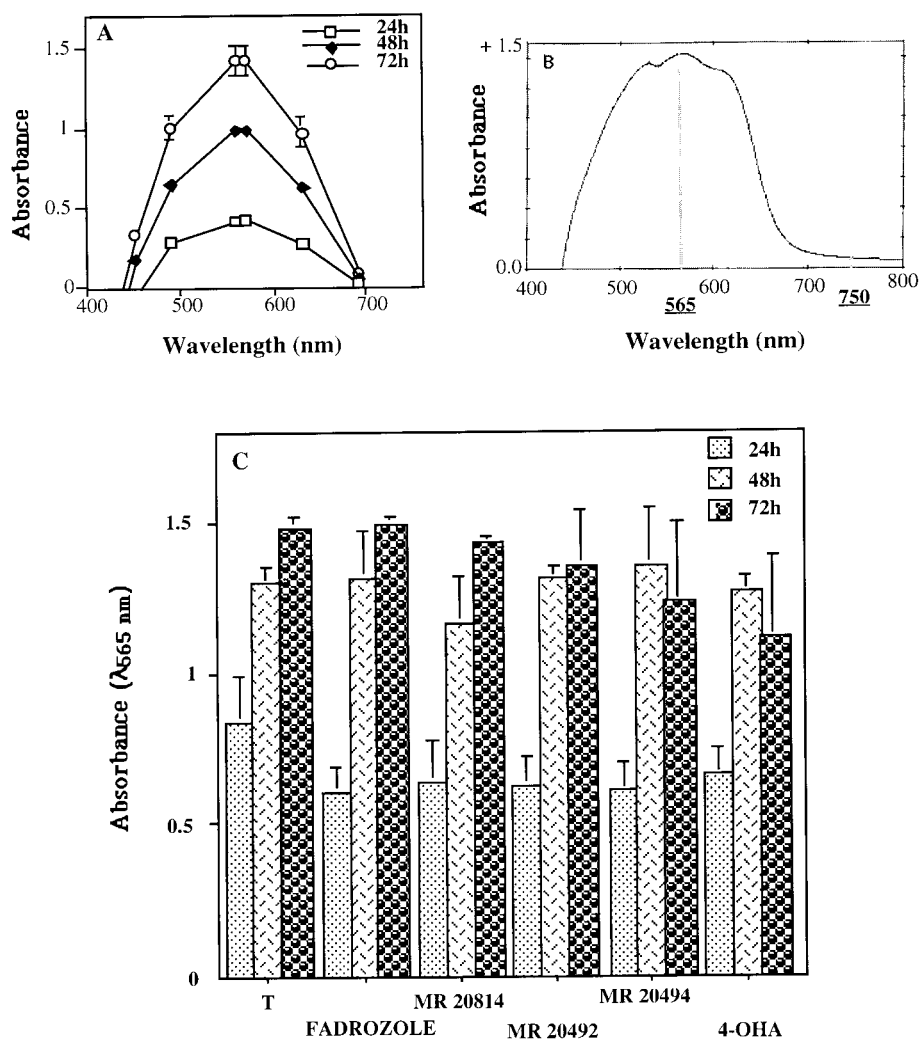 A
24h
48h
72h
1.5
1
0.5
0
Absorbance
400 500 600 700
Wavelength (nm)
B
+ 1.5
0.0
Absorbance
400 500 600 700 800
565 750
Wavelength (nm)
C
24h
48h
72h
1.5
1
0.5
0
Absorbance (λ565 nm)
T MR 20814 MR 20494
FADROZOLE MR 20492 4-OHA